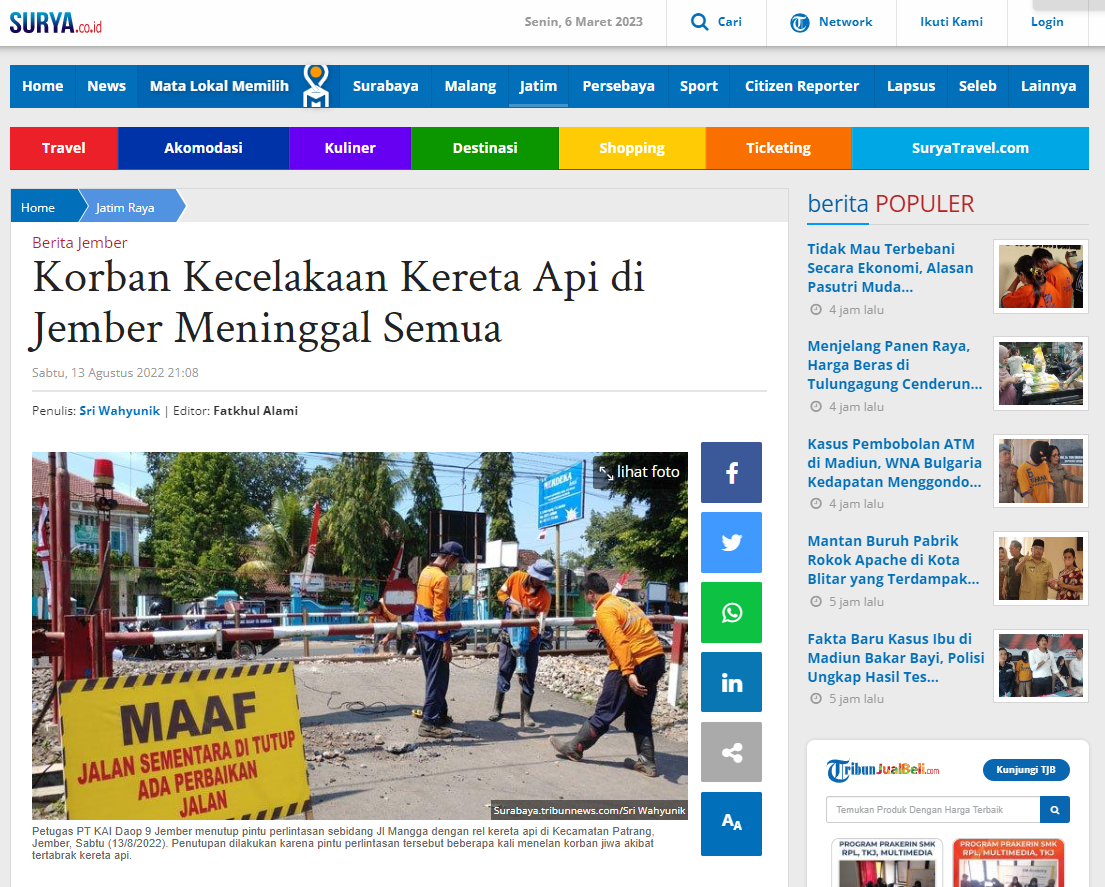 SURYA.co.id
Senin, 6 Maret 2023
Cari
Network
Ikuti Kami
Login
Home
News
Mata Lokal Memilih
Surabaya
Malang
Jatim
Persebaya
Sport
Citizen Reporter
Lapsus
Seleb
Lainnya
Travel
Akomodasi
Kuliner
Destinasi
Shopping
Ticketing
SuryaTravel.com
Home
Jatim Raya
Berita Jember
Korban Kecelakaan Kereta Api di
Jember Meninggal Semua
Sabtu, 13 Agustus 2022 21:08
Penulis: Sri Wahyunik | Editor: Fatkhul Alami
lihat foto
MERDEKA
MAAF
JALAN SEMENTARA DI TUTUP
ADA PERBAIKAN
JALAN
Surabaya.tribunnews.com/Sri Wahyunik
Petugas PT KAI Daop 9 Jember menutup pintu perlintasan sebidang Jl Mangga dengan rel kereta api di Kecamatan Patrang,
Jember, Sabtu (13/8/2022). Penutupan dilakukan karena pintu perlintasan tersebut beberapa kali menelan korban jiwa akibat
tertabrak kereta api.
AA
berita POPULER
Tidak Mau Terbebani
Secara Ekonomi, Alasan
Pasutri Muda...
4 jam lalu
Menjelang Panen Raya,
Harga Beras di
Tulungagung Cenderun...
4 jam lalu
Kasus Pembobolan ATM
di Madiun, WNA Bulgaria
Kedapatan Menggondo...
4 jam lalu
Mantan Buruh Pabrik
Rokok Apache di Kota
Blitar yang Terdampak...
5 jam lalu
Fakta Baru Kasus Ibu di
Madiun Bakar Bayi, Polisi
Ungkap Hasil Tes...
5 jam lalu
TribunJualBeli.com
Kunjungi TJB
Temukan Produk Dengan Harga Terbaik
PROGRAM PRAKERIN SMK
RPL, TKJ, MULTIMEDIA
PROGRAM PRAKERIN SMK
RPL, MULTIMEDIA, TKJ